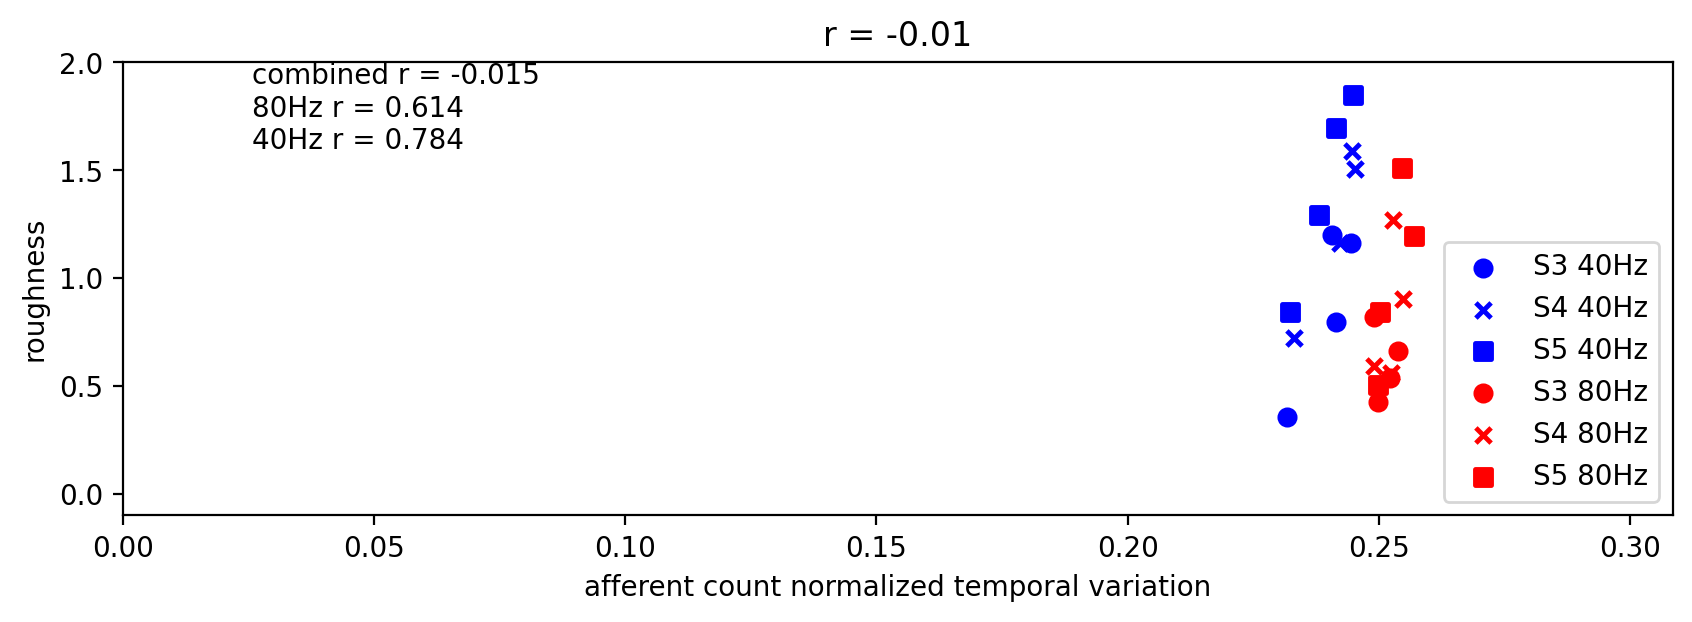 r = -0.01
combined r = -0.015
80Hz r = 0.614
40Hz r = 0.784
2.0
1.5
1.0
0.5
0.0
roughness
S3 40Hz
S4 40Hz
S5 40Hz
S3 80Hz
S4 80Hz
S5 80Hz
0.00 0.05 0.10 0.15 0.20 0.25 0.30
afferent count normalized temporal variation